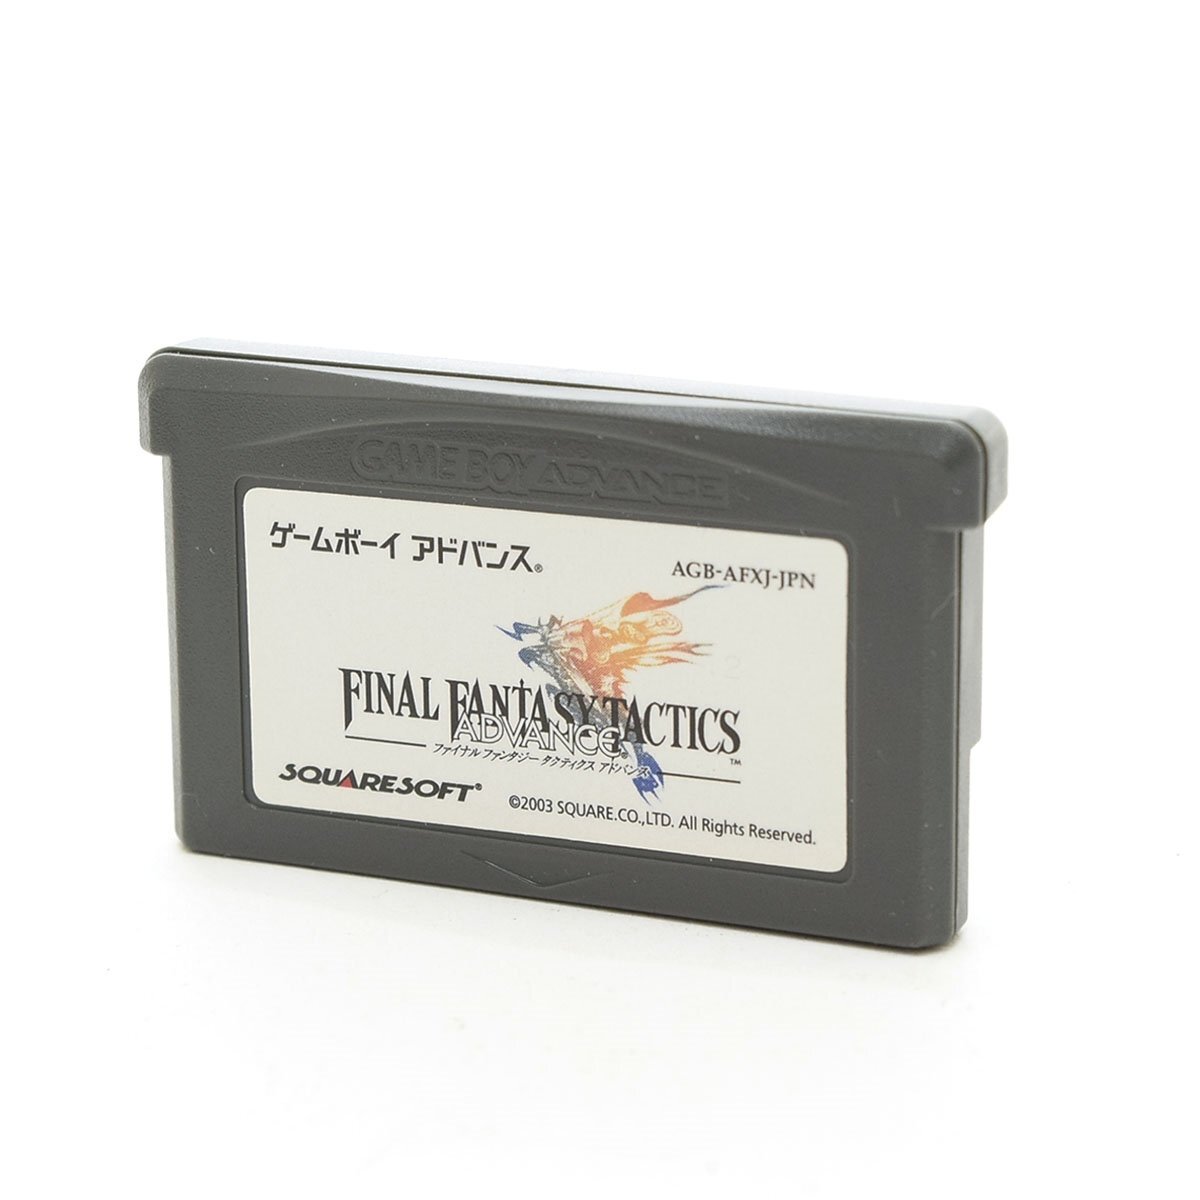 GAME BOY ADVANCE
ゲームボーイ アドバンス®
AGB-AFXJ-JPN
FINAL FANTASY TACTICS
ADVANCE®
TM
ファイナル ファンタジー タクティクス アドバンス
SQUARESOFT®
©2003 SQUARE.CO.,LTD. All Rights Reserved.